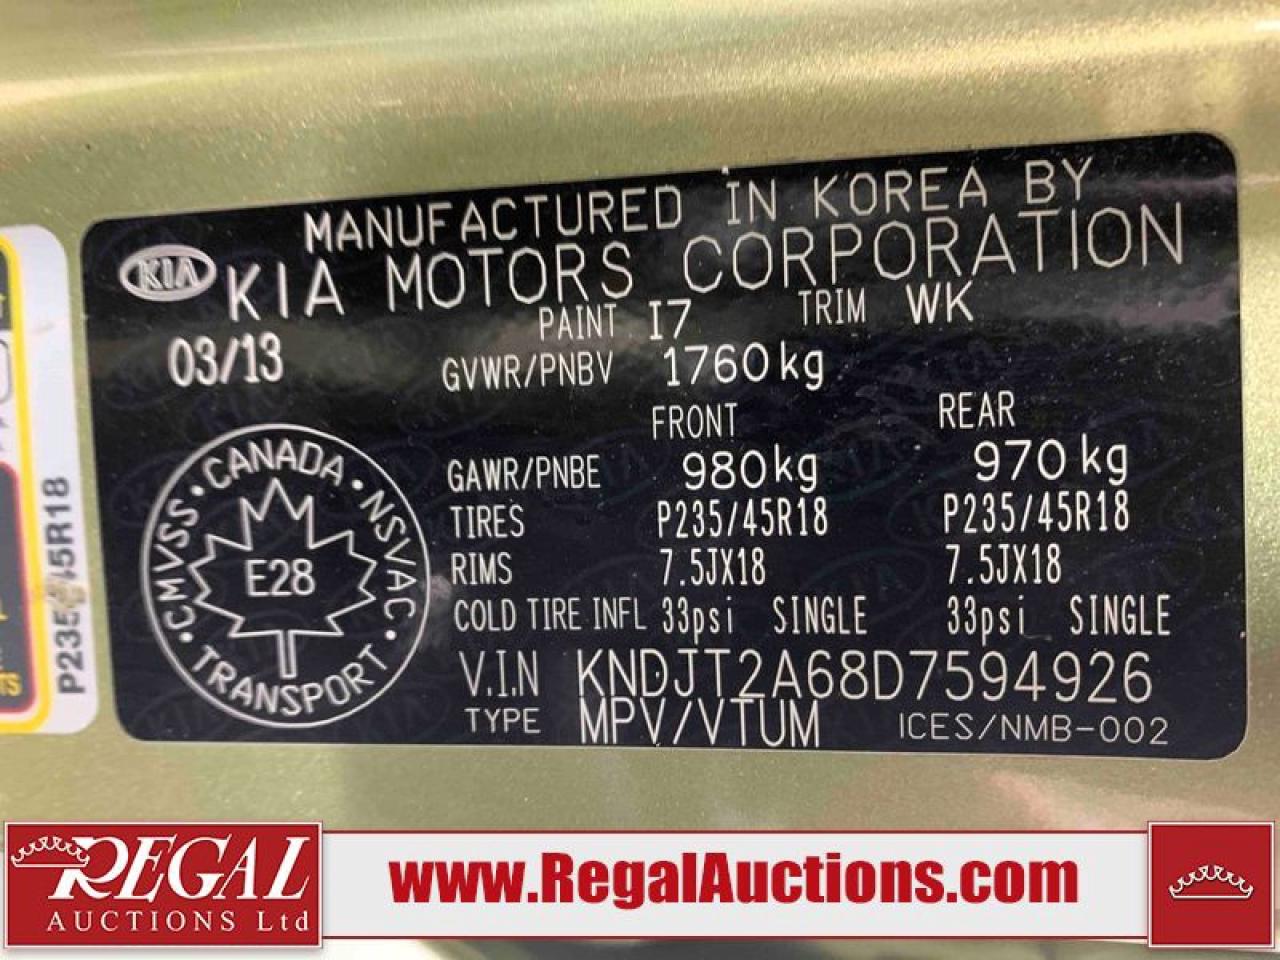 MANUFACTURED IN KOREA BY
KIA KIA MOTORS CORPORATION
03/13 PAINT I7 TRIM WK
GVWR/PNBV 1760kg
FRONT REAR
GAWR/PNBE 980kg 970kg
TIRES P235/45R18 P235/45R18
RIMS 7.5JX18 7.5JX18
COLD TIRE INFL 33psi SINGLE 33psi SINGLE
V.I.N KNDJT2A68D7594926
TYPE MPV/VTUM ICES/NMB-002
CANADA · NSVAC · TRANSPORT · CMVSS ·
E28
REGAL
AUCTIONS Ltd
www.RegalAuctions.com